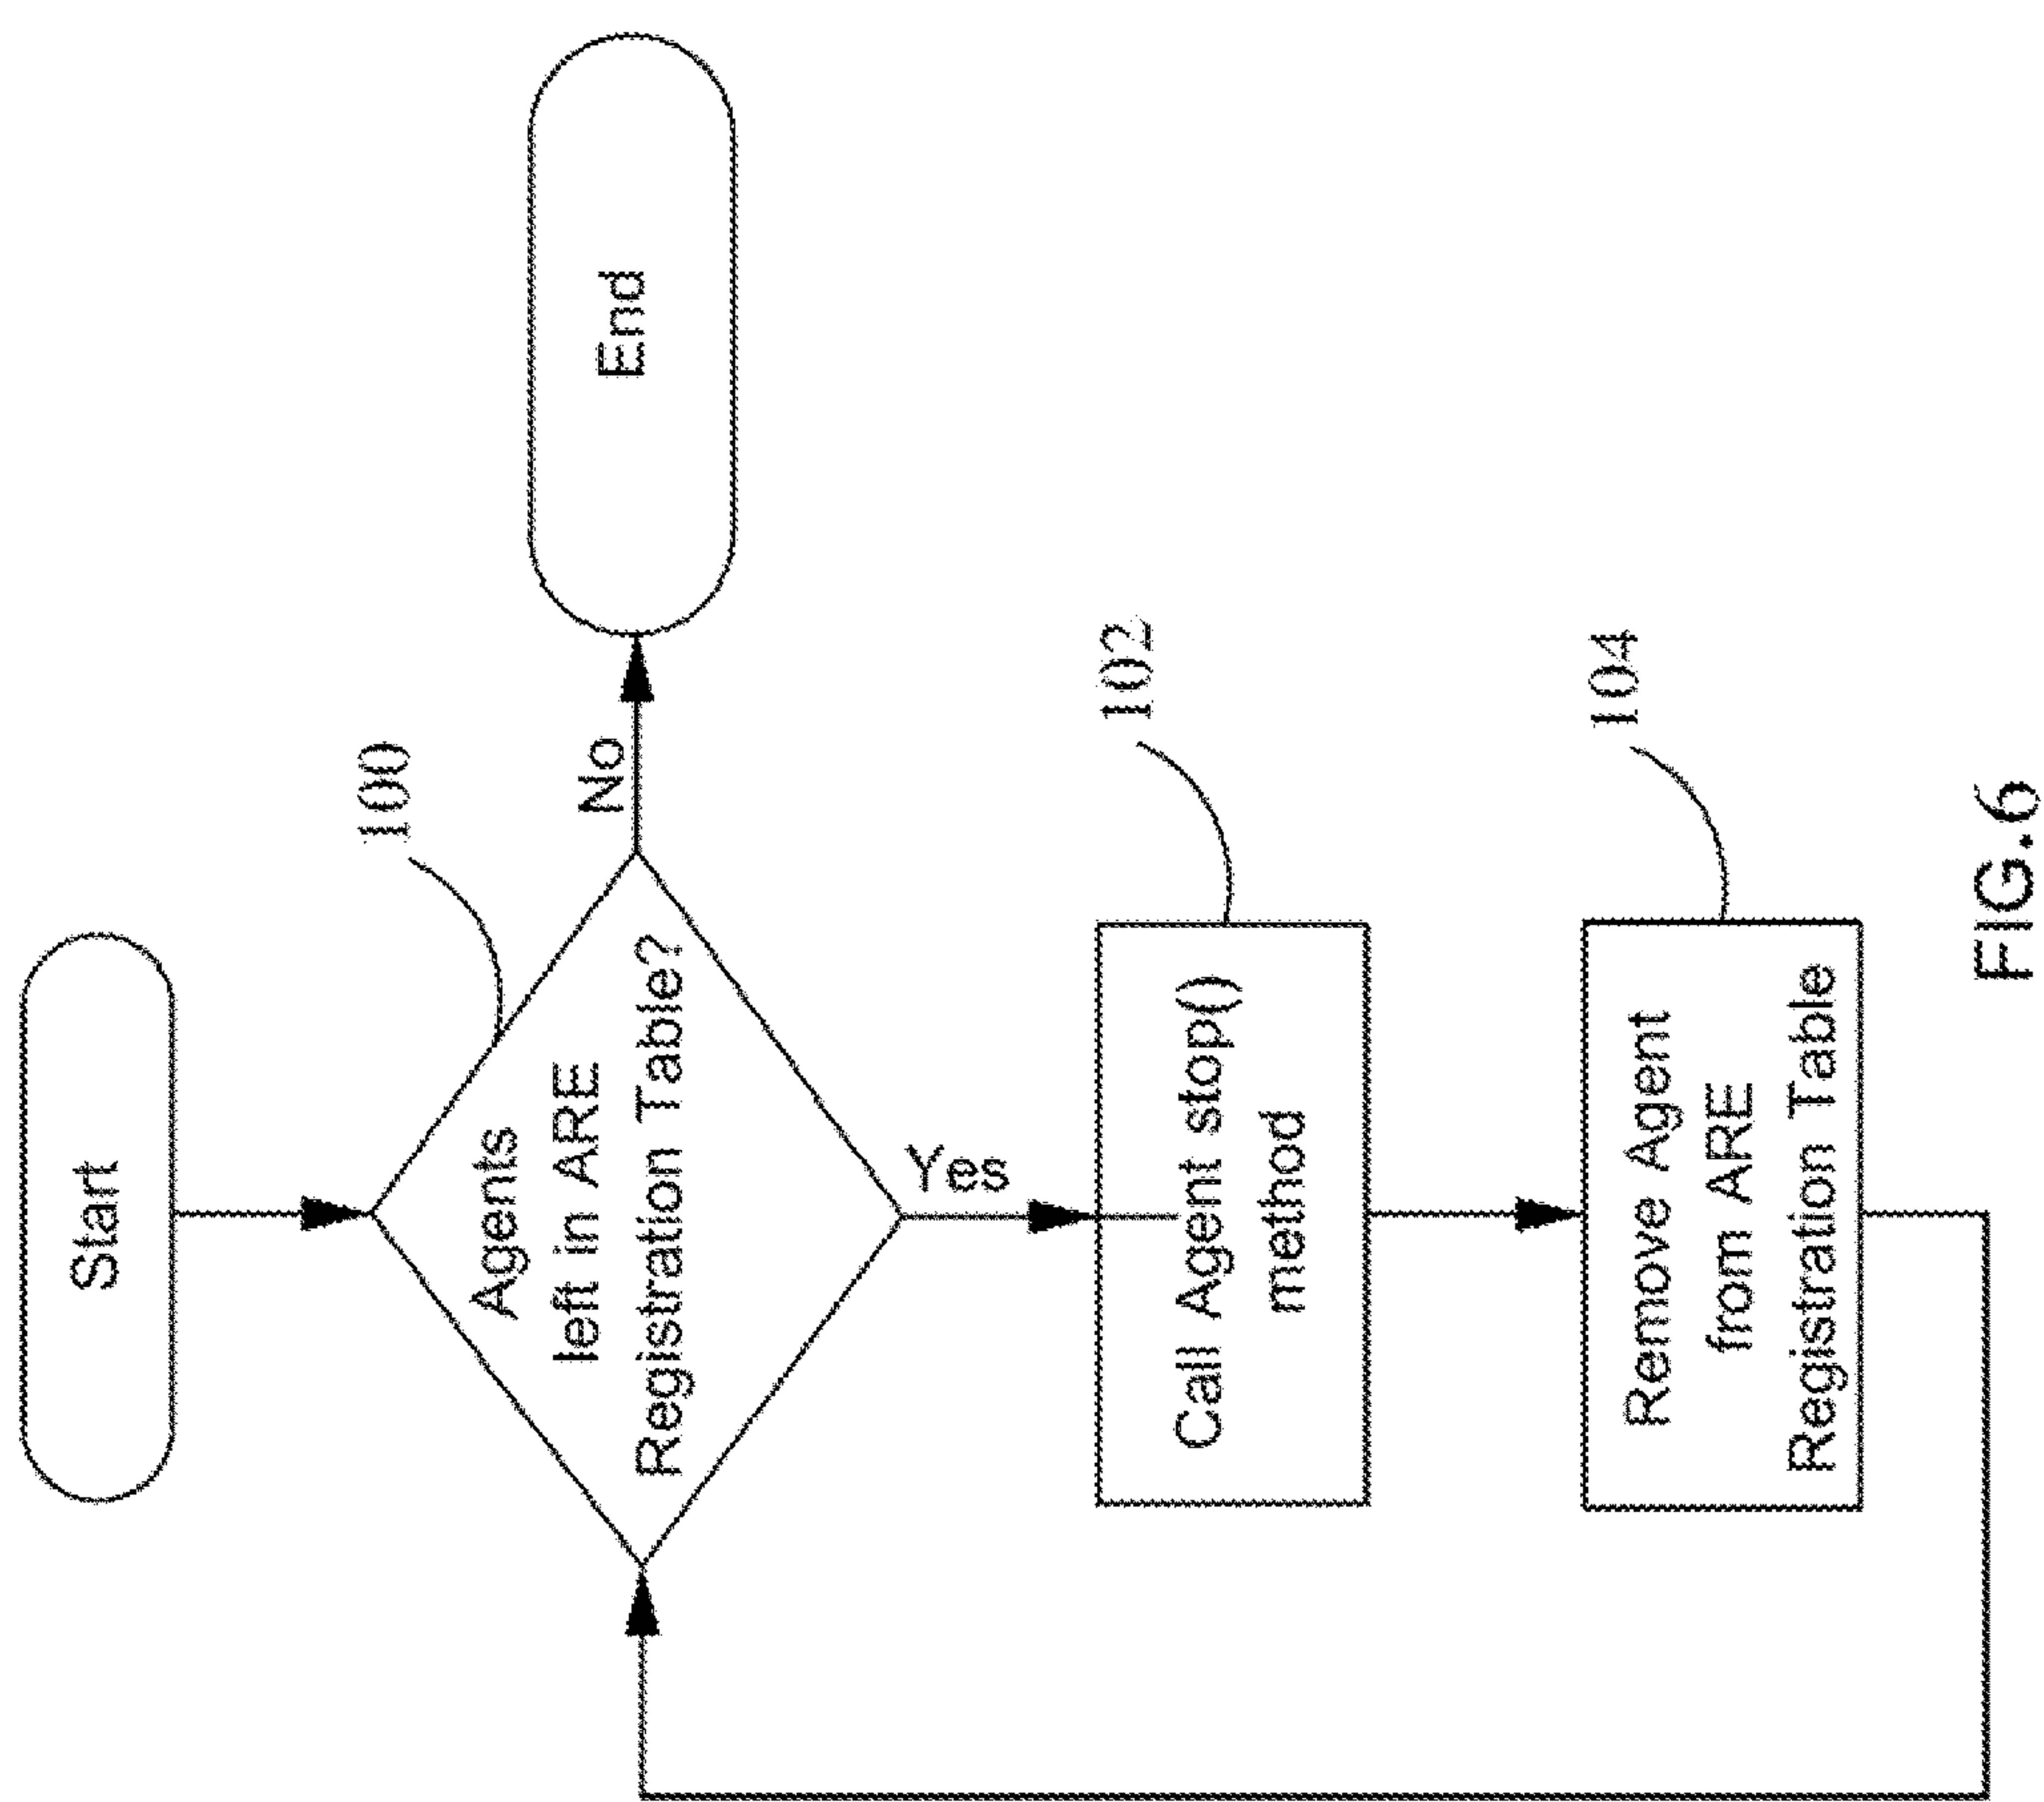 Start
100
Agents
left in ARE
Registration Table?
No
End
Yes
102
Call Agent stop()
method
104
Remove Agent
from ARE
Registration Table
FIG.6